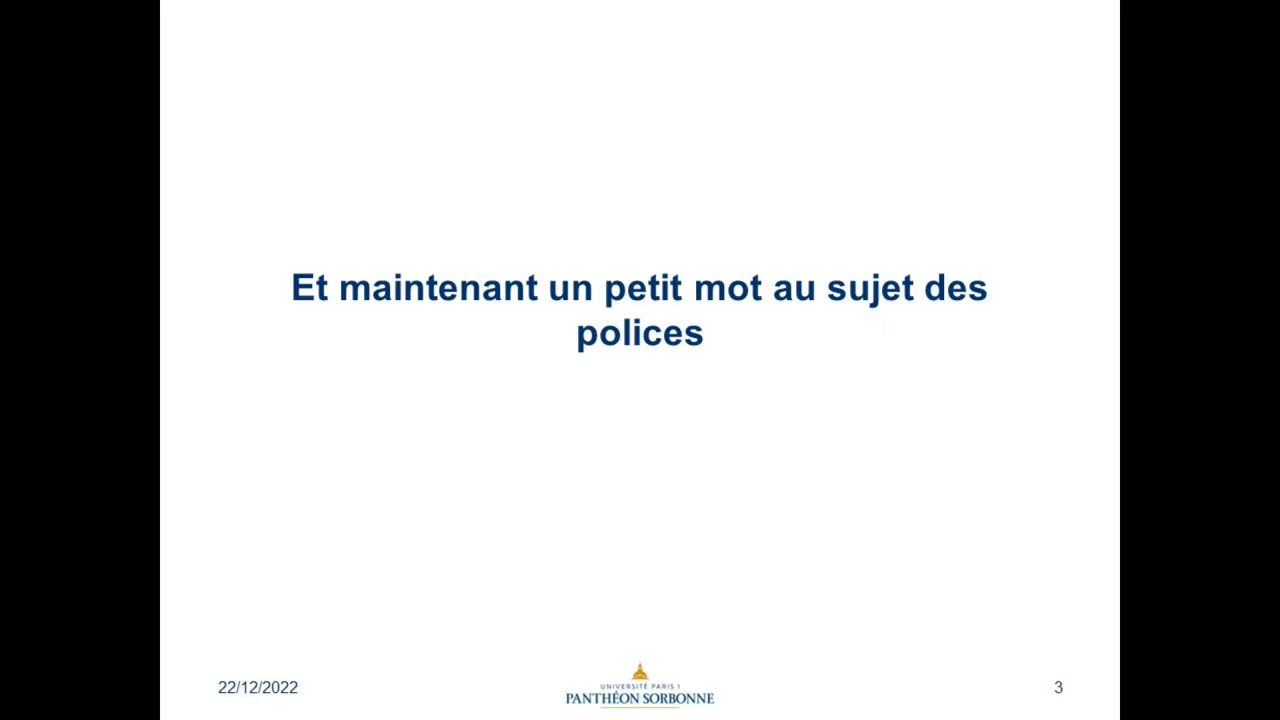 Et maintenant un petit mot au sujet des
polices
22/12/2022
UNIVERSITÉ PARIS 1
PANTHÉON SORBONNE
3